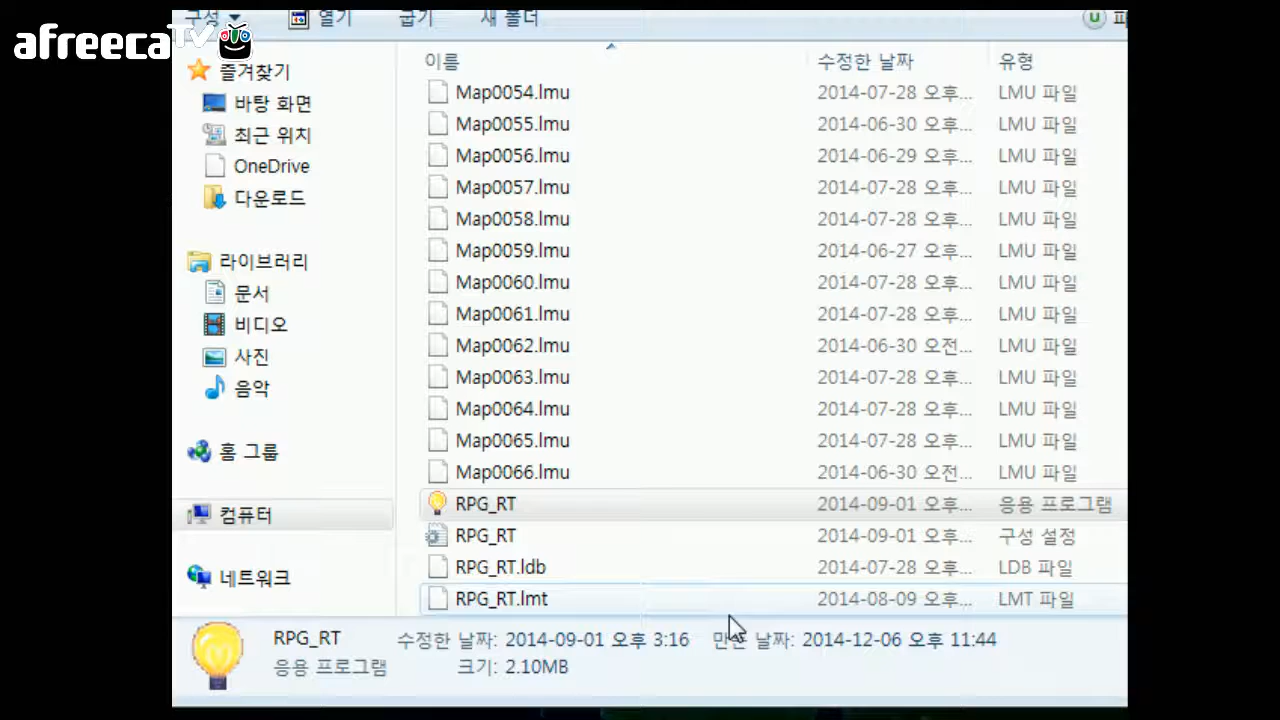 구성 열기 굽기 새 폴더
afreecaTV
이름 수정한 날짜 유형
즐겨찾기
바탕 화면
최근 위치
OneDrive
다운로드
라이브러리
문서
비디오
사진
음악
홈 그룹
컴퓨터
네트워크
Map0054.lmu 2014-07-28 오후... LMU 파일
Map0055.lmu 2014-06-30 오후... LMU 파일
Map0056.lmu 2014-06-29 오후... LMU 파일
Map0057.lmu 2014-07-28 오후... LMU 파일
Map0058.lmu 2014-07-28 오후... LMU 파일
Map0059.lmu 2014-06-27 오후... LMU 파일
Map0060.lmu 2014-07-28 오후... LMU 파일
Map0061.lmu 2014-07-28 오후... LMU 파일
Map0062.lmu 2014-06-30 오전... LMU 파일
Map0063.lmu 2014-07-28 오후... LMU 파일
Map0064.lmu 2014-07-28 오후... LMU 파일
Map0065.lmu 2014-07-28 오후... LMU 파일
Map0066.lmu 2014-06-30 오전... LMU 파일
RPG_RT 2014-09-01 오후... 응용 프로그램
RPG_RT 2014-09-01 오후... 구성 설정
RPG_RT.ldb 2014-07-28 오후... LDB 파일
RPG_RT.lmt 2014-08-09 오후... LMT 파일
RPG_RT 수정한 날짜: 2014-09-01 오후 3:16 만든 날짜: 2014-12-06 오후 11:44
응용 프로그램 크기: 2.10MB